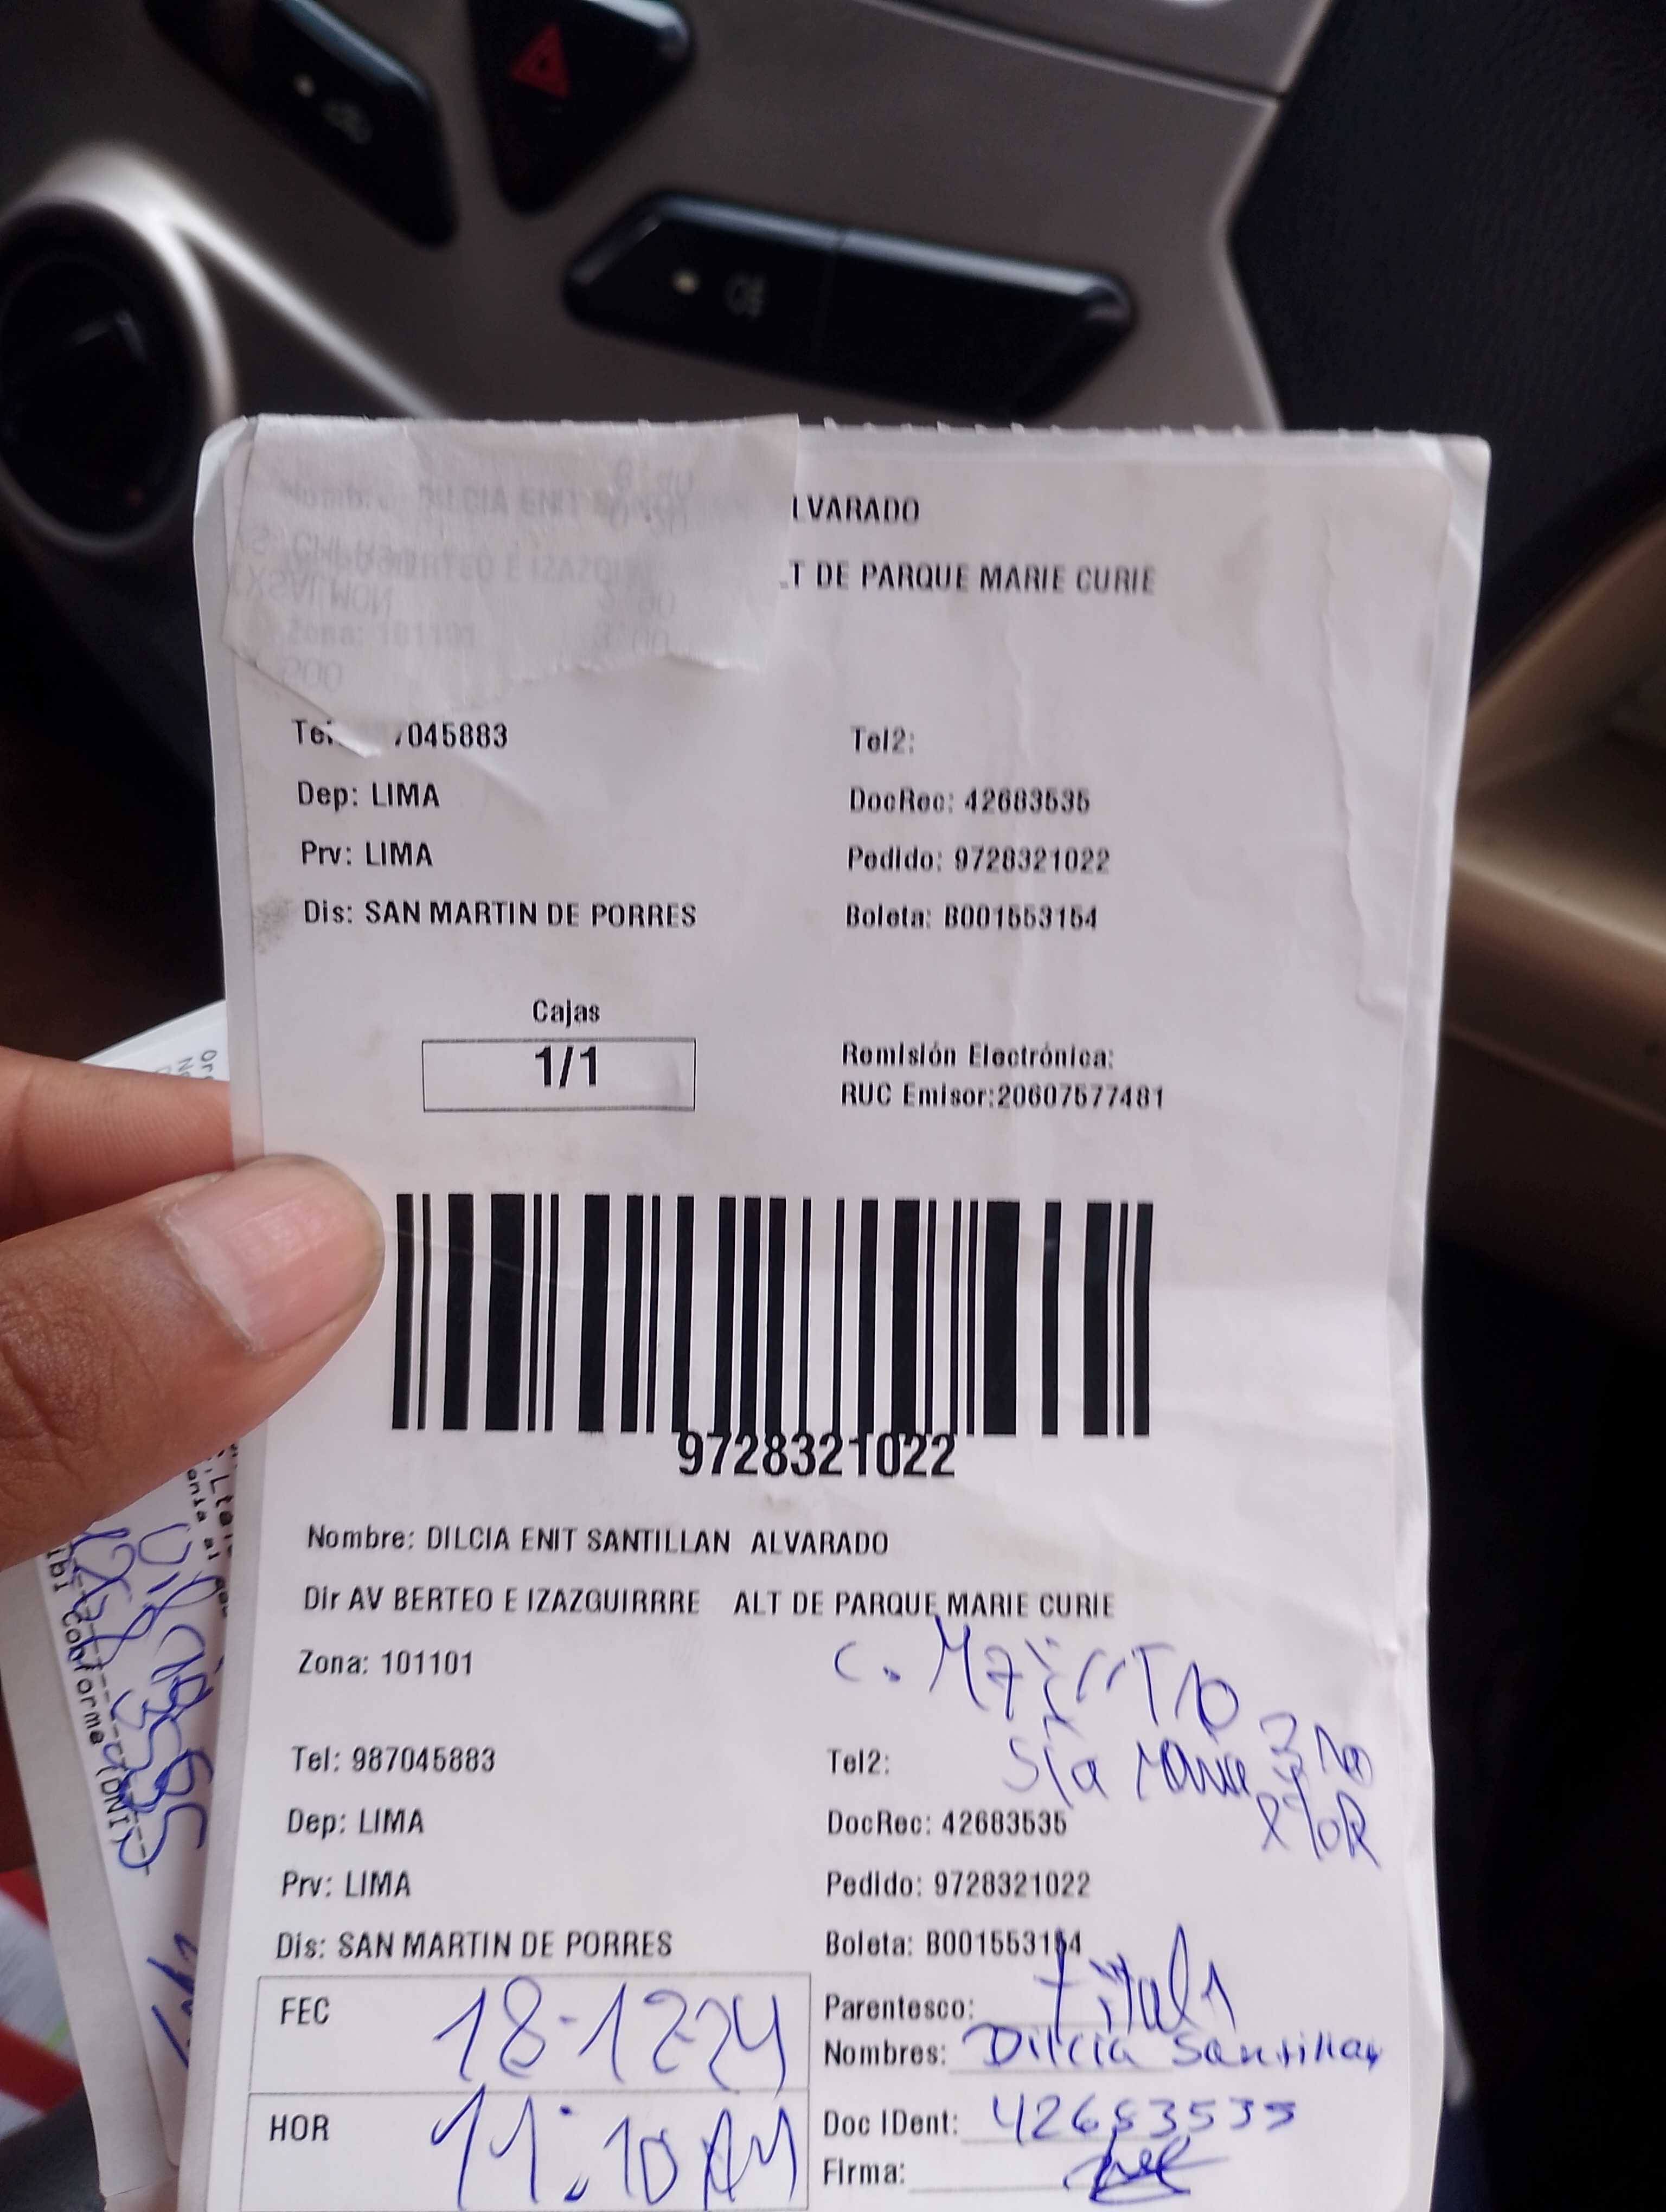 LVARADO
T DE PARQUE MARIE CURIE
7045883
Tel2:
Dep: LIMA
DocRec: 42683535
Prv: LIMA
Pedido: 9728321022
Dis: SAN MARTIN DE PORRES
Boleta: B001553154
Cajas
1/1
Remisión Electrónica:
RUC Emisor:20607577481
9728321022
Nombre: DILCIA ENIT SANTILLAN ALVARADO
Dir AV BERTEO E IZAZGUIRRRE ALT DE PARQUE MARIE CURIE
Zona: 101101
Tel: 987045883
Tel2:
Dep: LIMA
DocRec: 42683535
Prv: LIMA
Pedido: 9728321022
Dis: SAN MARTIN DE PORRES
Boleta: B001553154
FEC 18-12-24
Parentesco:
Nombres: Dilcia Santillan
HOR 11:10 AM
Doc IDent: 42683535
Firma: